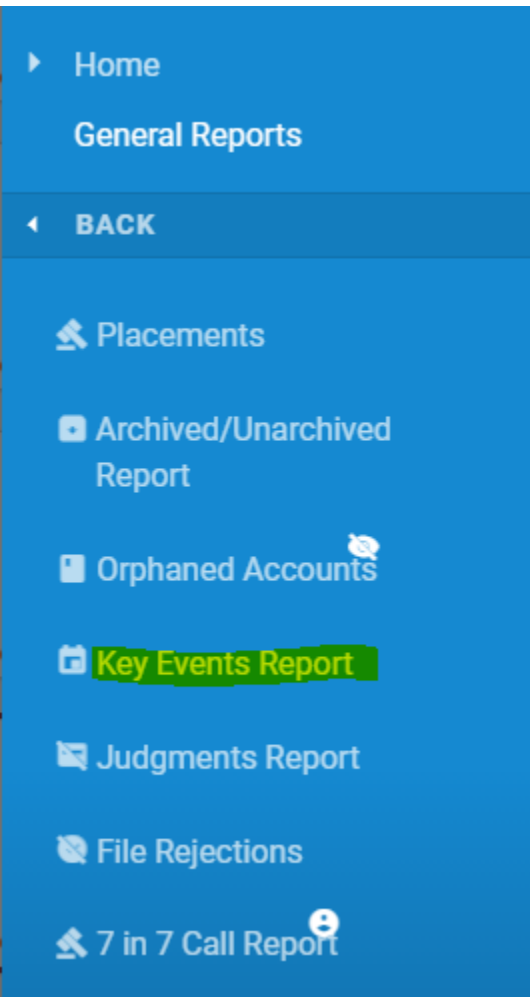 Home
General Reports
BACK
Placements
Archived/Unarchived
Report
Orphaned Accounts
Key Events Report
Judgments Report
File Rejections
7 in 7 Call Report